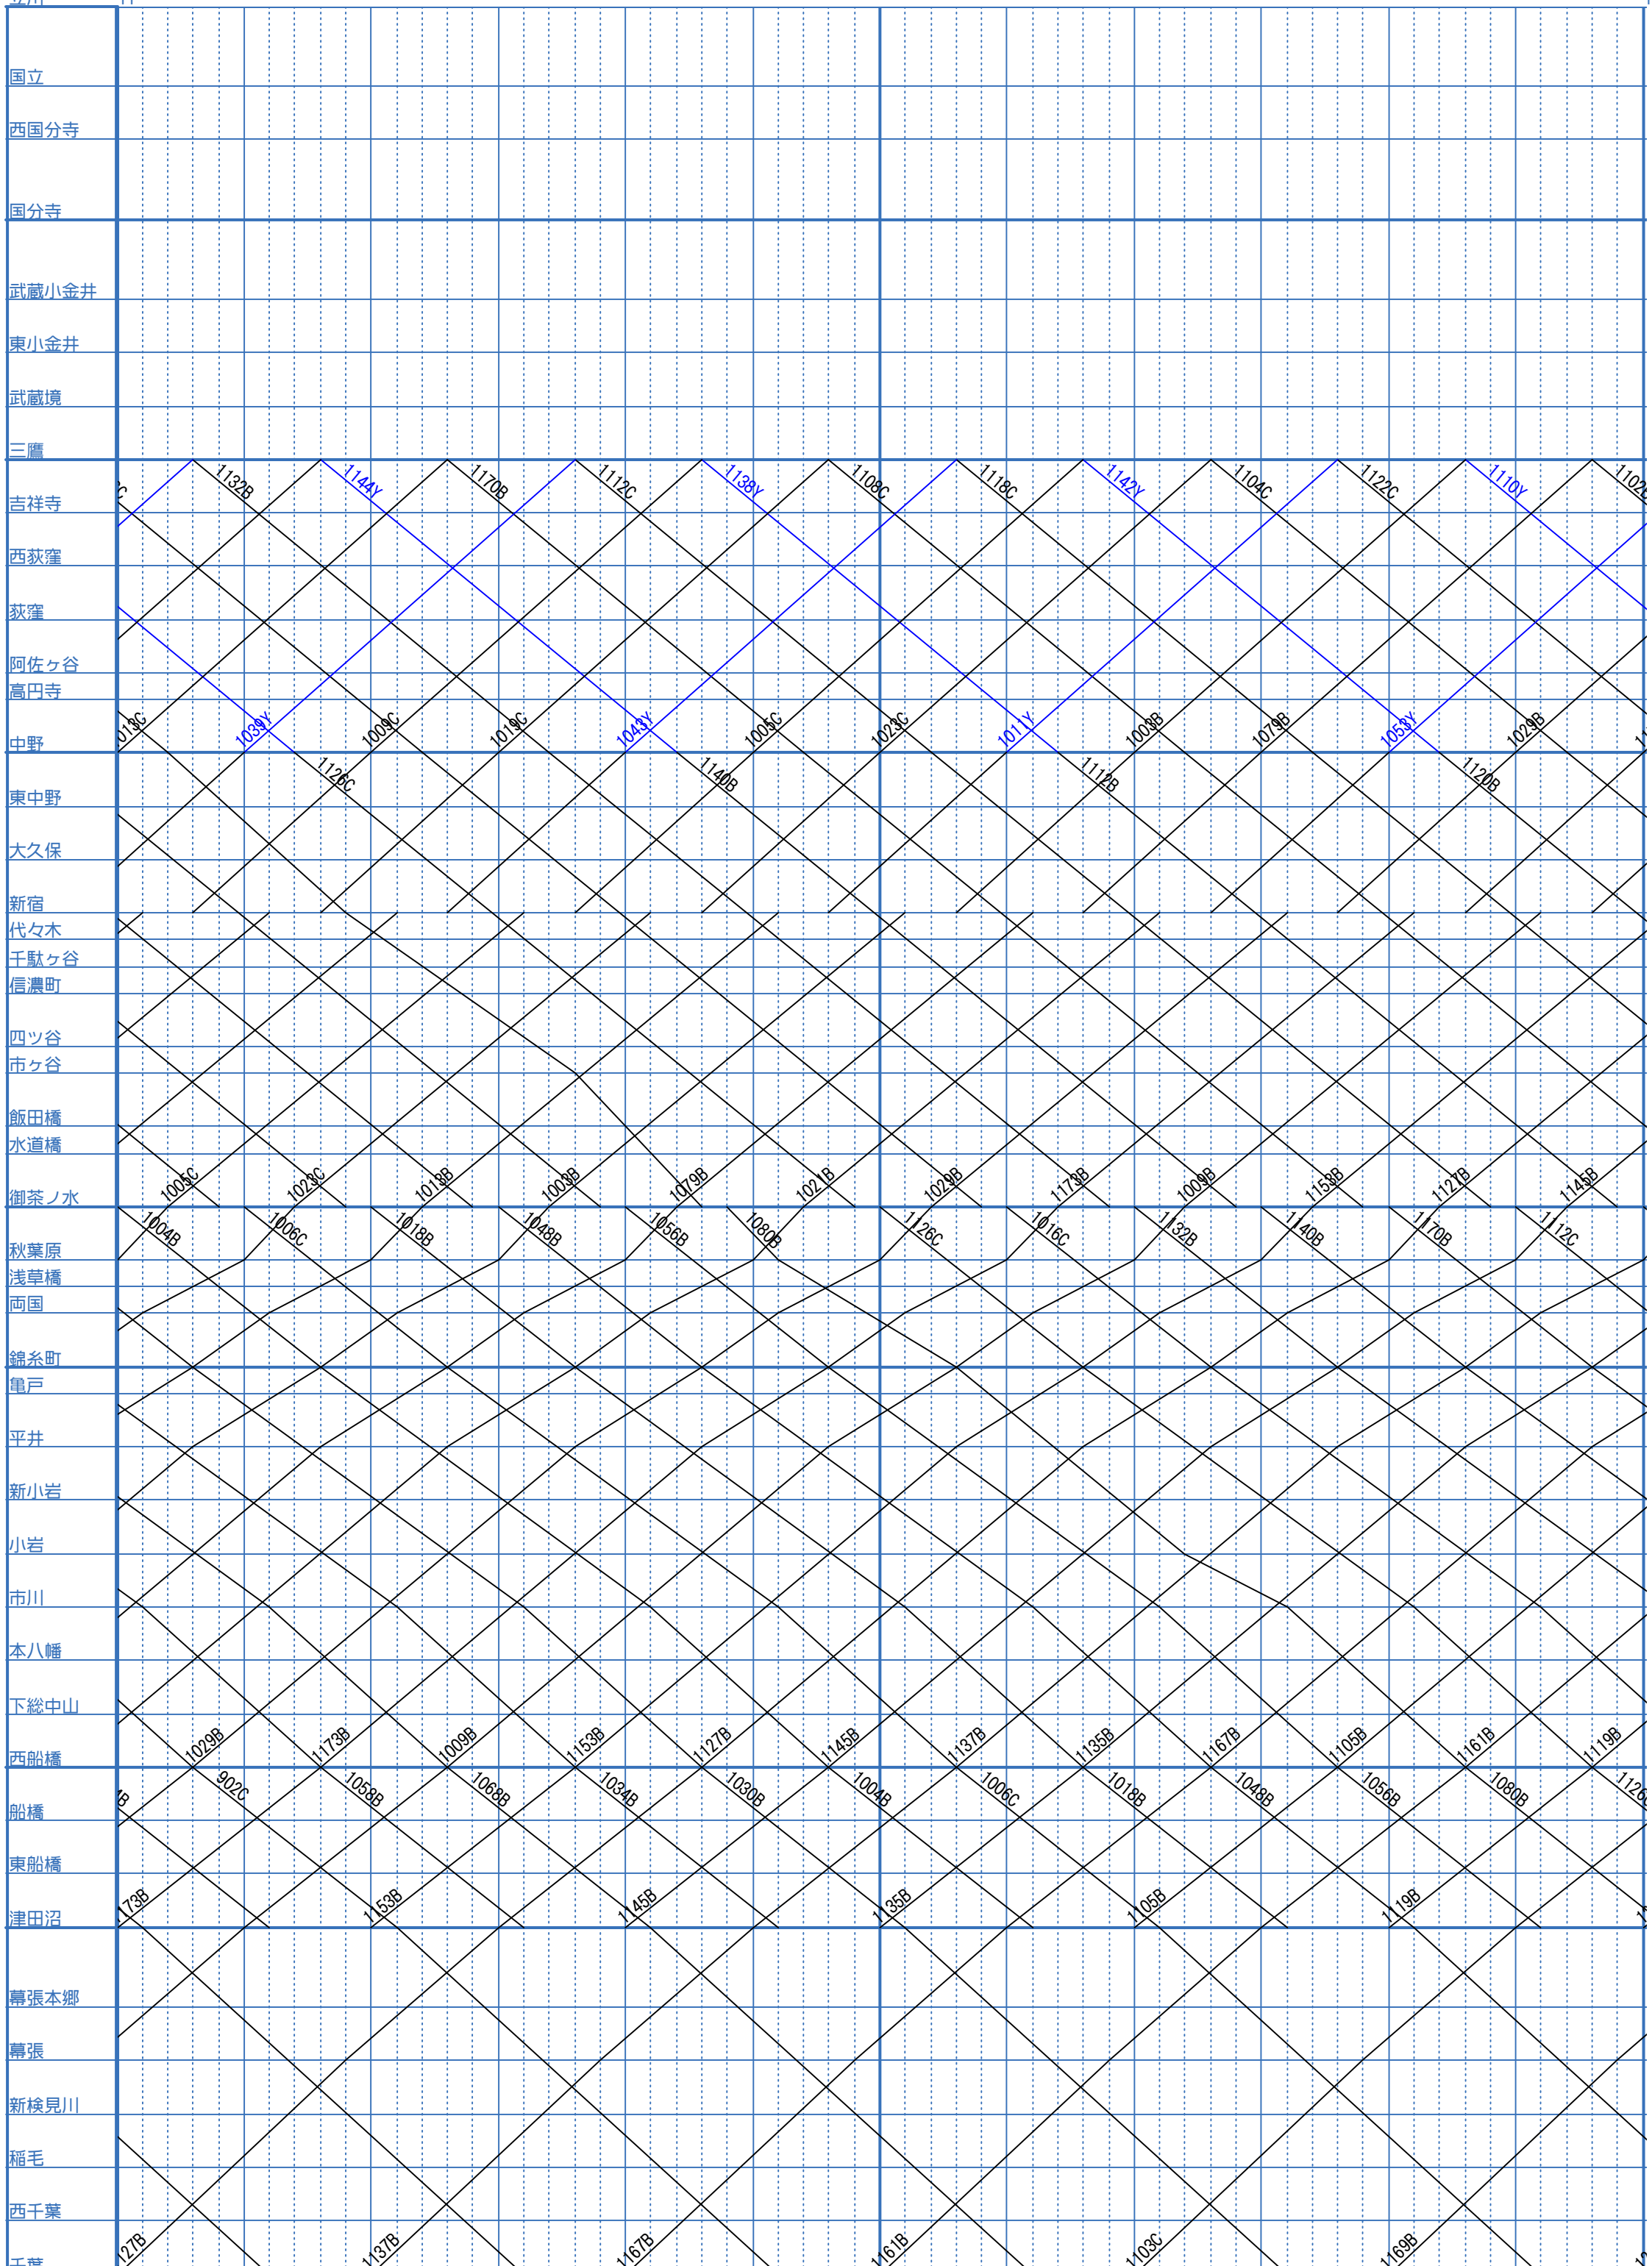 立川 11
国立
西国分寺
国分寺
武蔵小金井
東小金井
武蔵境
三鷹
1132B 1144Y 1170B 1112C 1138Y 1108C 1118C 1142Y 1104C 1122C 1110Y
吉祥寺
西荻窪
荻窪
阿佐ヶ谷
高円寺
中野
013C 1039Y 1009C 1019C 1043Y 1005C 1023C 1011Y 1003B 1079B 1053Y 1029B
1126C 1140B 1112B 1120B
東中野
大久保
新宿
代々木
千駄ヶ谷
信濃町
四ツ谷
市ヶ谷
飯田橋
水道橋
御茶ノ水
1005C 1023C 1013B 1003B 1079B 1021B 1029B 1173B 1009B 1153B 1127B 1145B
1004B 1006C 1018B 1048B 1056B 1080B 1126C 1016C 1132B 1140B 1170B 1112C
秋葉原
浅草橋
両国
錦糸町
亀戸
平井
新小岩
小岩
市川
本八幡
下総中山
西船橋
1029B 1173B 1009B 1153B 1127B 1145B 1137B 1135B 1167B 1105B 1161B 1119B
902C 1058B 1068B 1034B 1030B 1004B 1006C 1018B 1048B 1056B 1080B 1126C
船橋
東船橋
津田沼
173B 1153B 1145B 1135B 1105B 1119B
幕張本郷
幕張
新検見川
稲毛
西千葉
千葉
127B 1137B 1167B 1161B 1103C 1169B